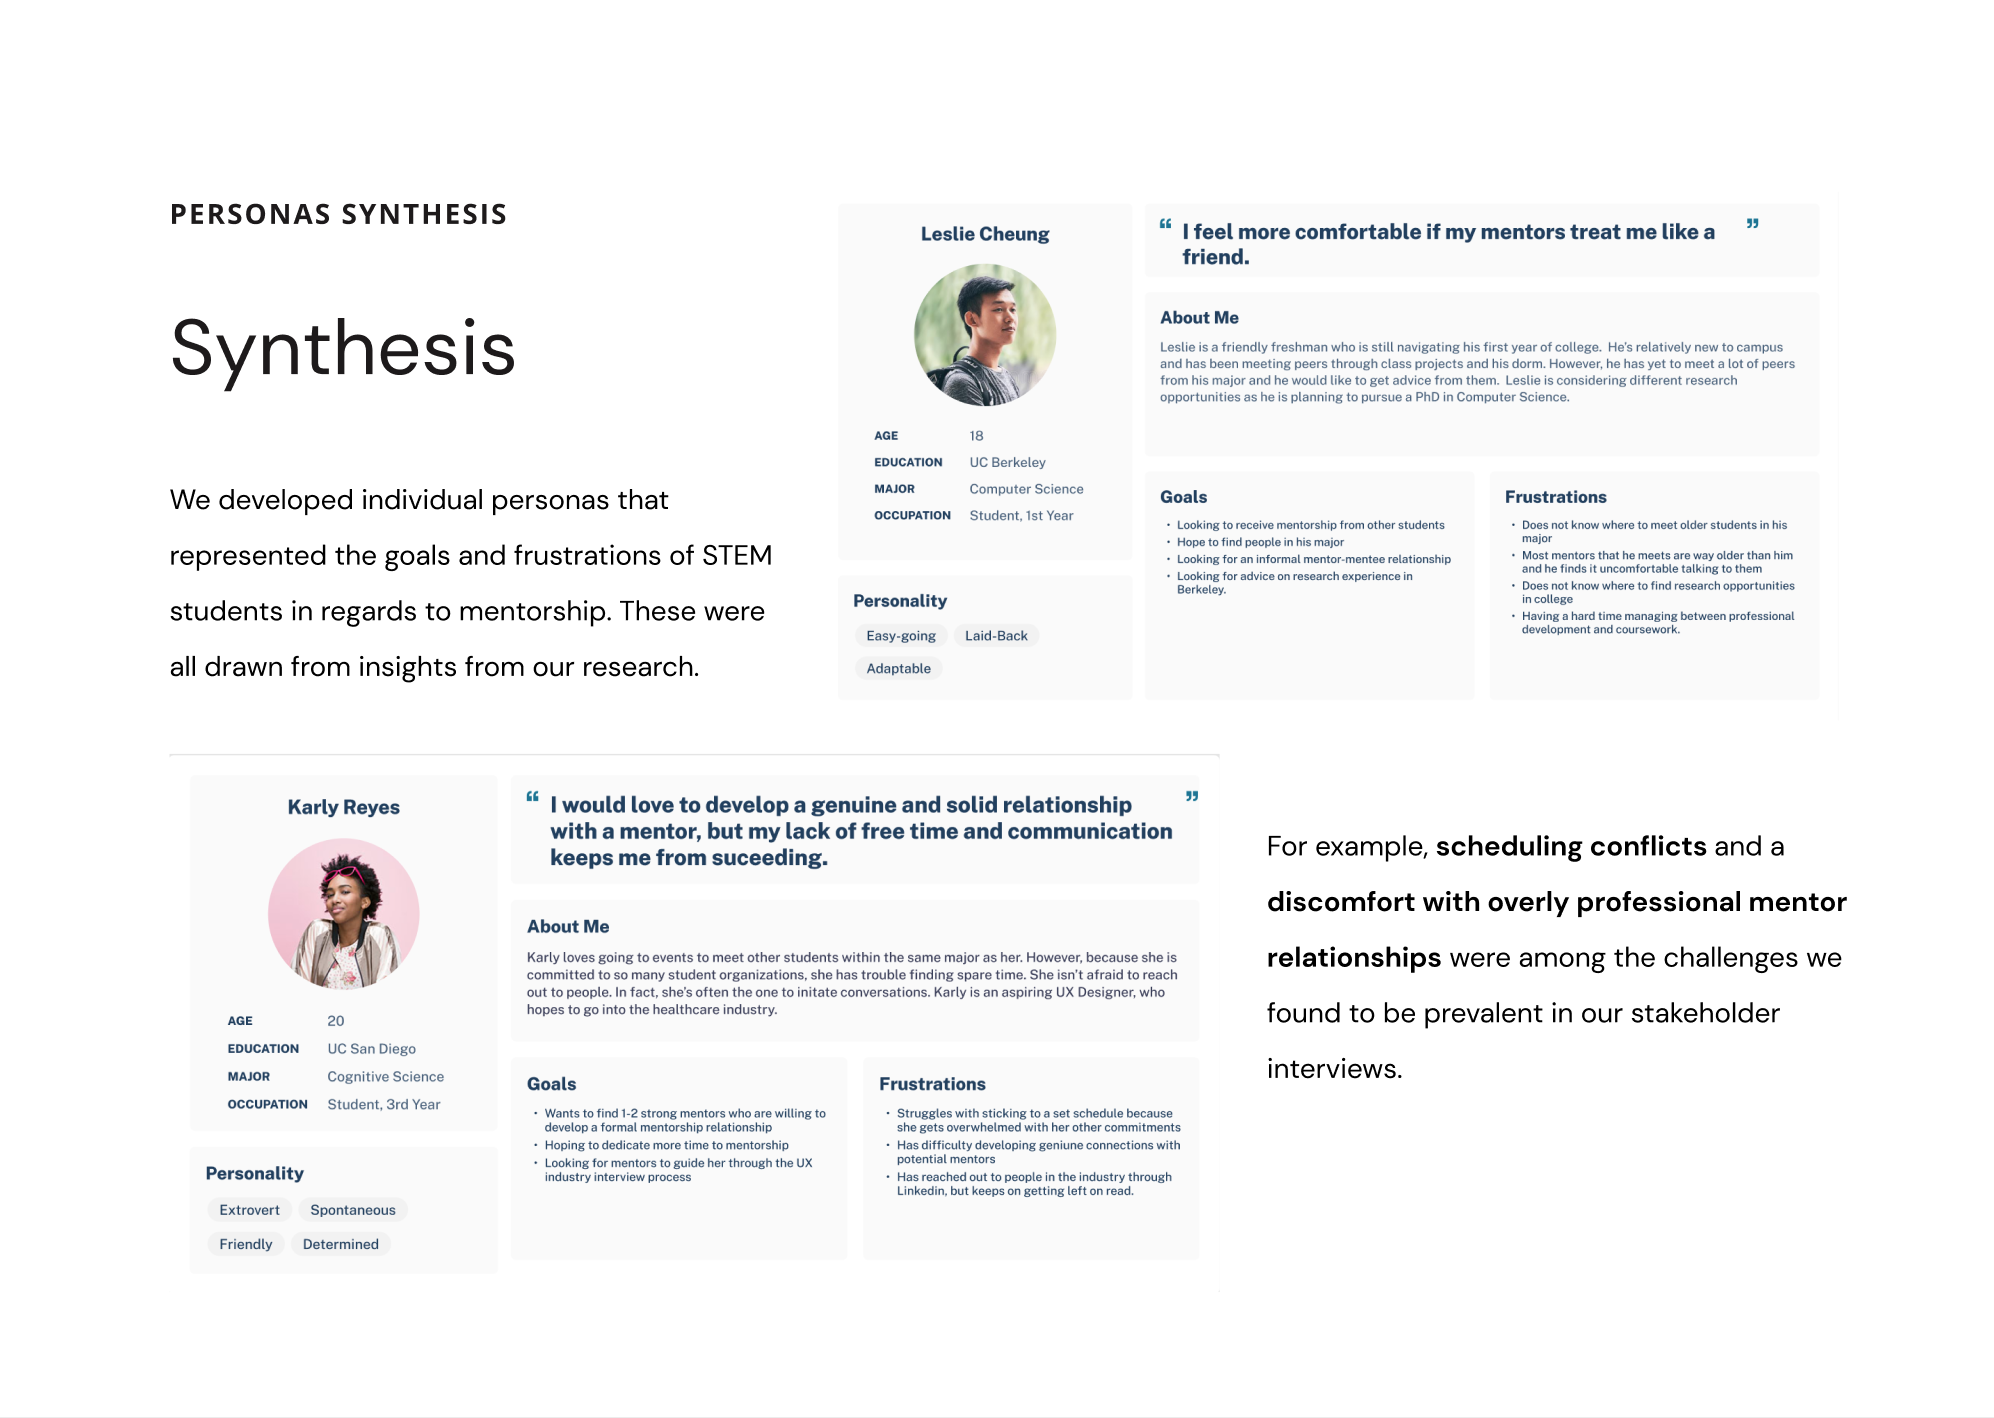 PERSONAS SYNTHESIS
Synthesis
We developed individual personas that
represented the goals and frustrations of STEM
students in regards to mentorship. These were
all drawn from insights from our research.
Leslie Cheung
AGE 18
EDUCATION UC Berkeley
MAJOR Computer Science
OCCUPATION Student, 1st Year
Personality
Easy-going Laid-Back
Adaptable
“ I feel more comfortable if my mentors treat me like a ”
friend.
About Me
Leslie is a friendly freshman who is still navigating his first year of college. He's relatively new to campus
and has been meeting peers through class projects and his dorm. However, he has yet to meet a lot of peers
from his major and he would like to get advice from them. Leslie is considering different research
opportunities as he is planning to pursue a PhD in Computer Science.
Goals
• Looking to receive mentorship from other students
• Hope to find people in his major
• Looking for an informal mentor-mentee relationship
• Looking for advice on research experience in
Berkeley.
Frustrations
• Does not know where to meet older students in his
major
• Most mentors that he meets are way older than him
and he finds it uncomfortable talking to them
• Does not know where to find research opportunities
in college
• Having a hard time managing between professional
development and coursework.
Karly Reyes
AGE 20
EDUCATION UC San Diego
MAJOR Cognitive Science
OCCUPATION Student, 3rd Year
Personality
Extrovert Spontaneous
Friendly Determined
“ I would love to develop a genuine and solid relationship ”
with a mentor, but my lack of free time and communication
keeps me from suceeding.
About Me
Karly loves going to events to meet other students within the same major as her. However, because she is
committed to so many student organizations, she has trouble finding spare time. She isn't afraid to reach
out to people. In fact, she's often the one to initate conversations. Karly is an aspiring UX Designer, who
hopes to go into the healthcare industry.
Goals
• Wants to find 1-2 strong mentors who are willing to
develop a formal mentorship relationship
• Hoping to dedicate more time to mentorship
• Looking for mentors to guide her through the UX
industry interview process
Frustrations
• Struggles with sticking to a set schedule because
she gets overwhelmed with her other commitments
• Has difficulty developing geniune connections with
potential mentors
• Has reached out to people in the industry through
Linkedin, but keeps on getting left on read.
For example, scheduling conflicts and a
discomfort with overly professional mentor
relationships were among the challenges we
found to be prevalent in our stakeholder
interviews.